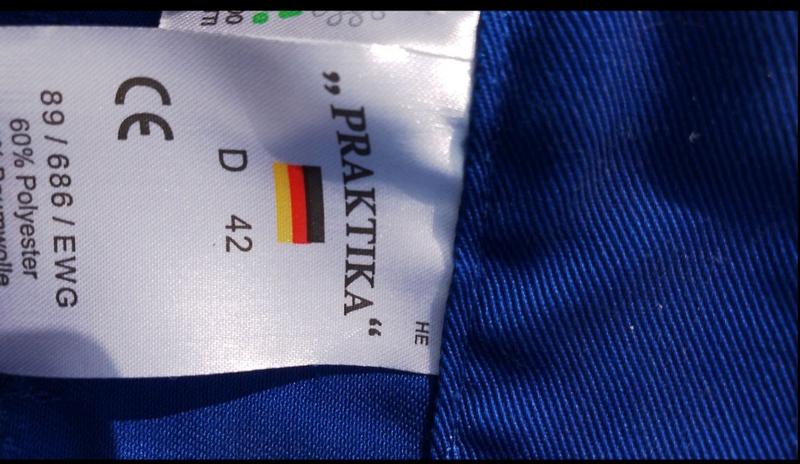 HE
„ PRAKTIKA“
D 42
CE
89 / 686 / EWG
60% Polyester